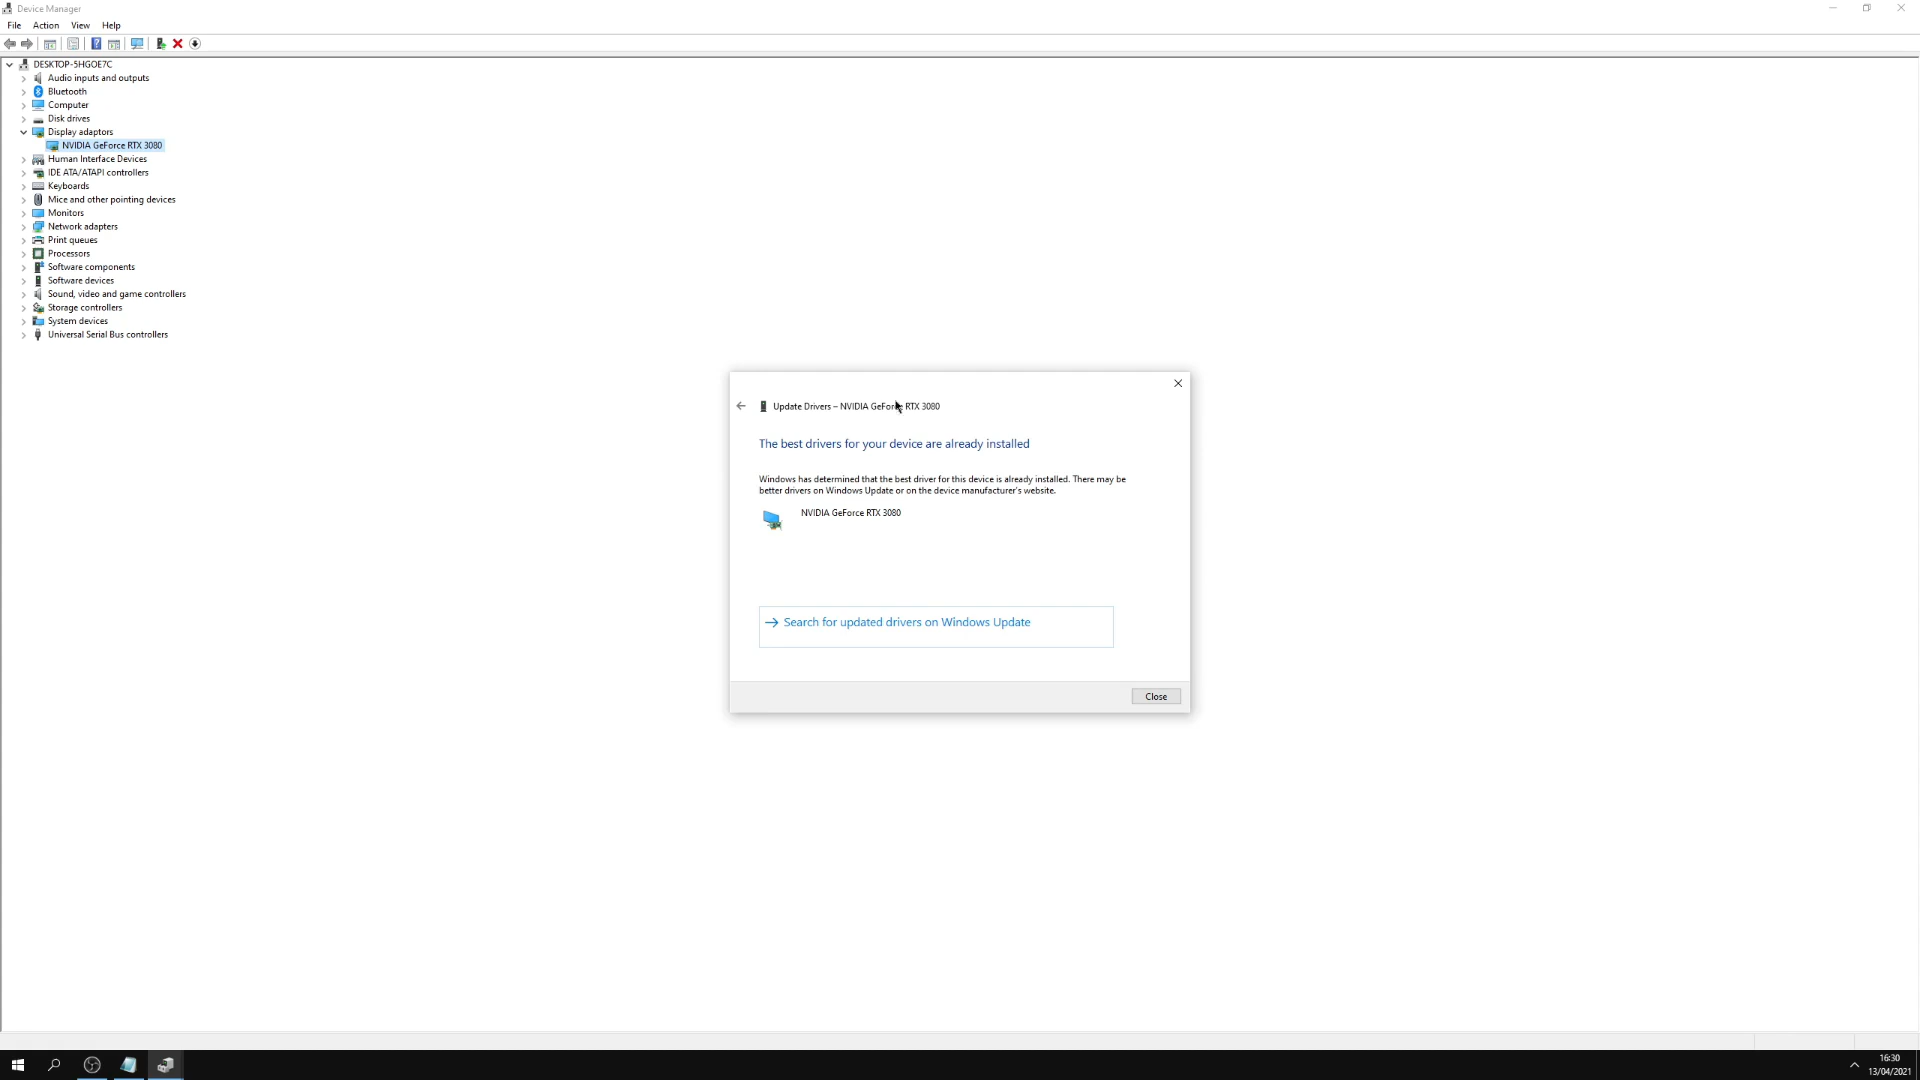 Device Manager
File Action View Help
DESKTOP-5HGOE7C
Audio inputs and outputs
Bluetooth
Computer
Disk drives
Display adaptors
NVIDIA GeForce RTX 3080
Human Interface Devices
IDE ATA/ATAPI controllers
Keyboards
Mice and other pointing devices
Monitors
Network adapters
Print queues
Processors
Software components
Software devices
Sound, video and game controllers
Storage controllers
System devices
Universal Serial Bus controllers
Update Drivers – NVIDIA GeForce RTX 3080
The best drivers for your device are already installed
Windows has determined that the best driver for this device is already installed. There may be
better drivers on Windows Update or on the device manufacturer's website.
NVIDIA GeForce RTX 3080
Search for updated drivers on Windows Update
Close
16:30
13/04/2021